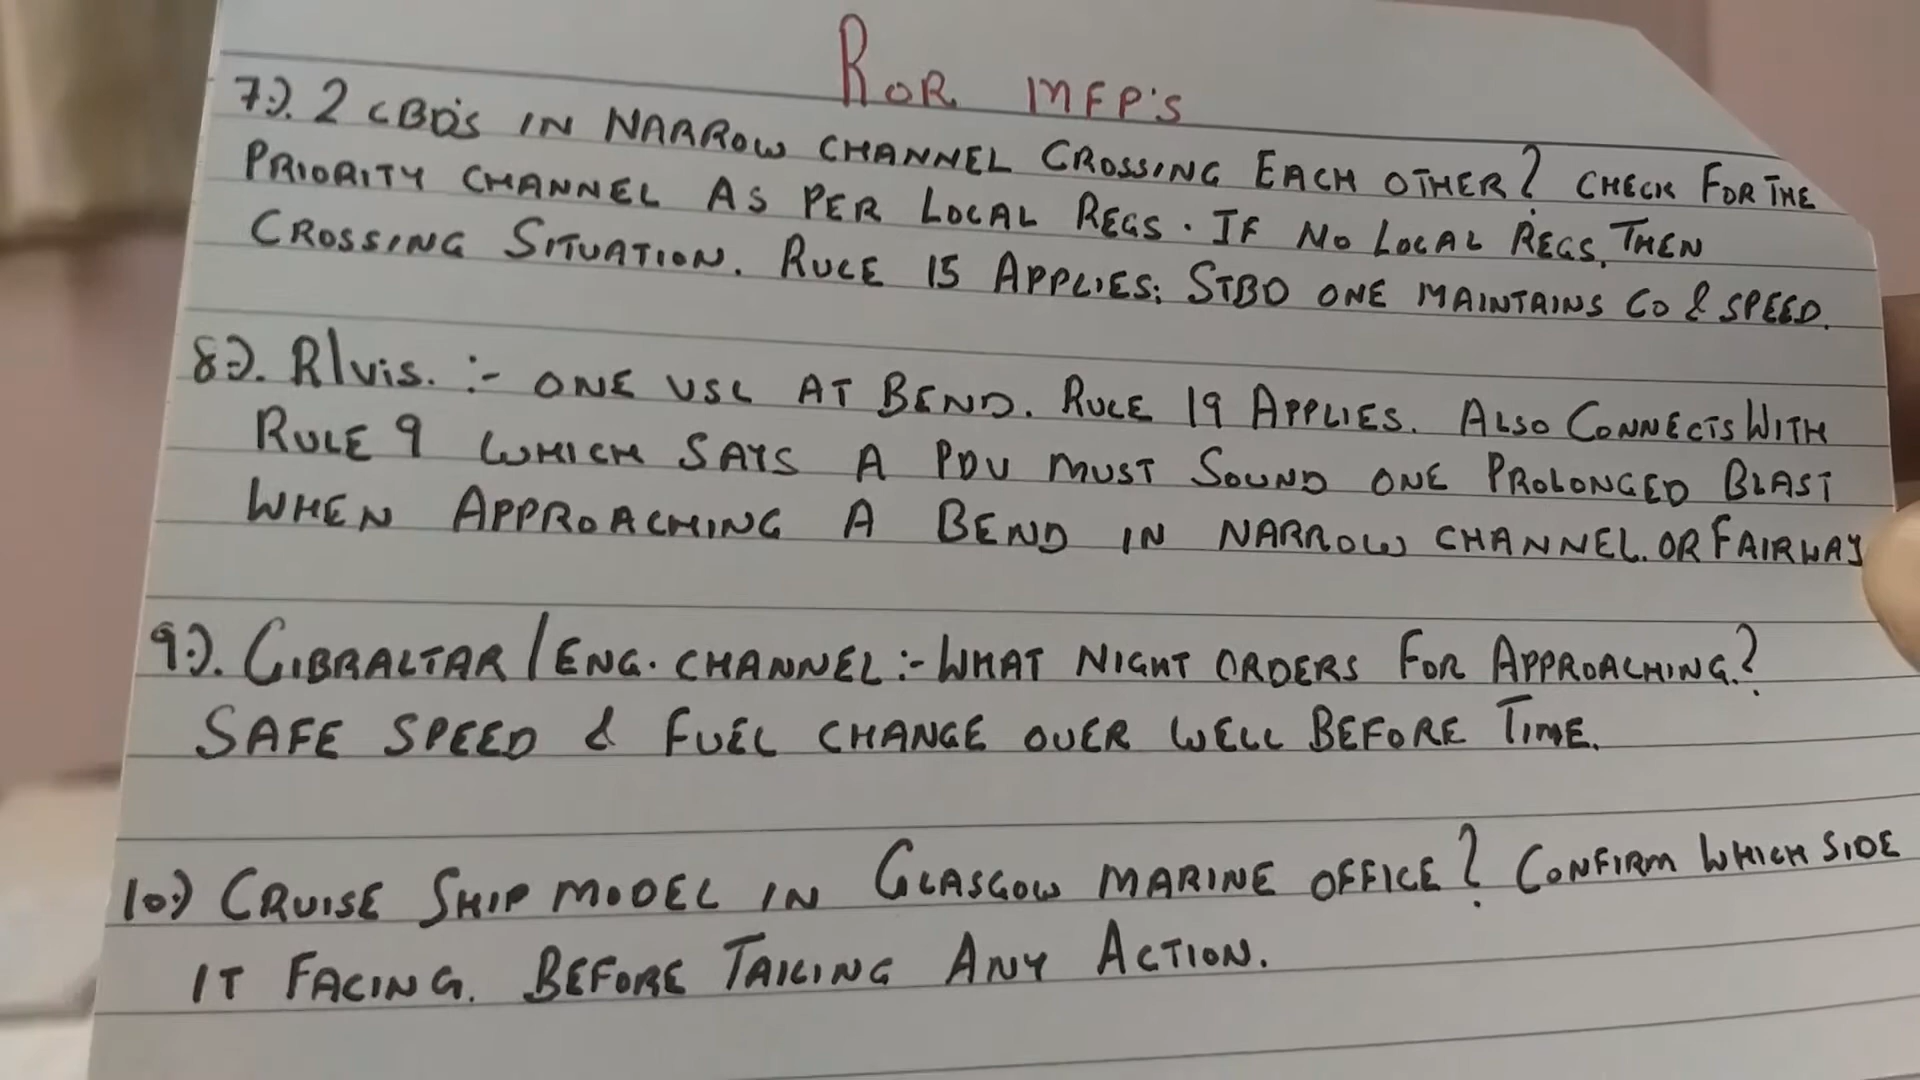 ROR MFP'S
7:). 2 CBD'S IN NARROW CHANNEL CROSSING EACH OTHER? CHECK FOR THE
PRIORITY CHANNEL AS PER LOCAL REGS. IF NO LOCAL REGS, THEN
CROSSING SITUATION. RULE 15 APPLIES: STBD ONE MAINTAINS CO & SPEED.
8:). R/VIS. :- ONE VSL AT BEND. RULE 19 APPLIES. ALSO CONNECTS WITH
RULE 9 WHICH SAYS A PDV MUST SOUND ONE PROLONGED BLAST
WHEN APPROACHING A BEND IN NARROW CHANNEL. OR FAIRWAY
9:). GIBRALTAR / ENG. CHANNEL :- WHAT NIGHT ORDERS FOR APPROACHING.?
SAFE SPEED & FUEL CHANGE OVER WELL BEFORE TIME.
10:) CRUISE SHIP MODEL IN GLASGOW MARINE OFFICE? CONFIRM WHICH SIDE
IT FACING. BEFORE TAKING ANY ACTION.